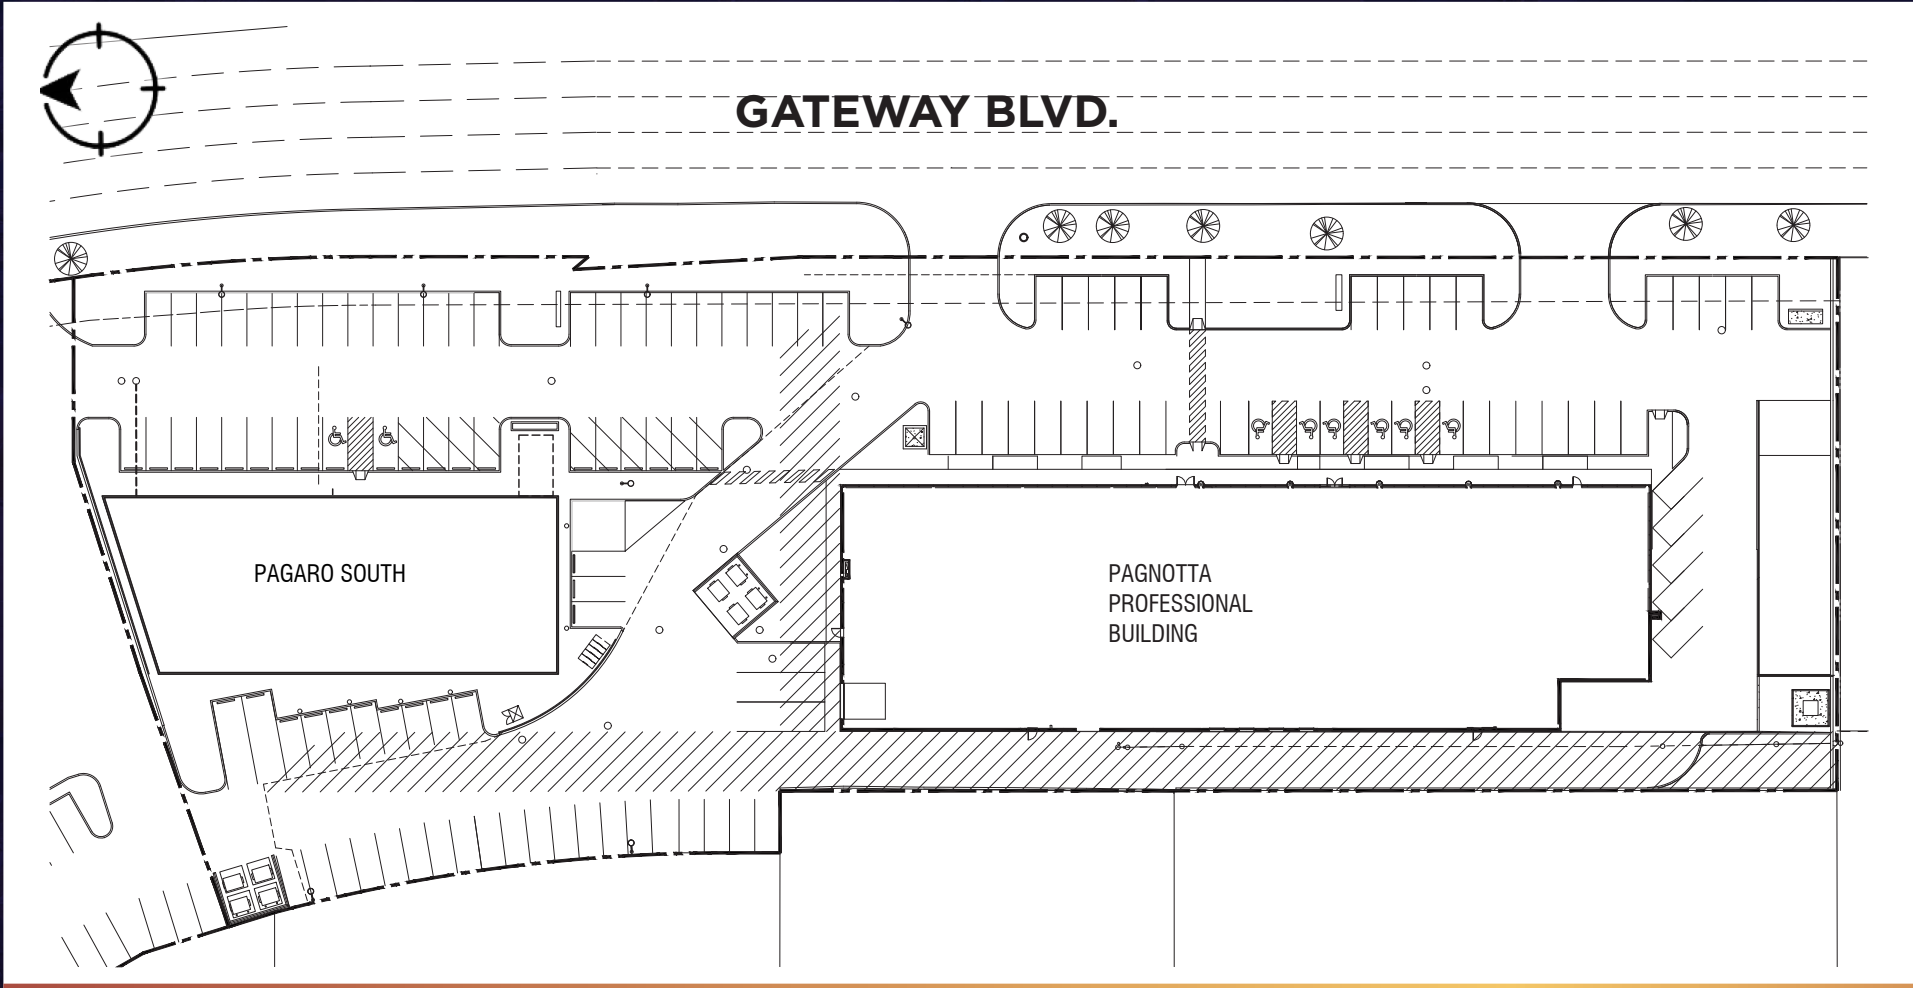 GATEWAY BLVD.
PAGARO SOUTH
PAGNOTTA
PROFESSIONAL
BUILDING